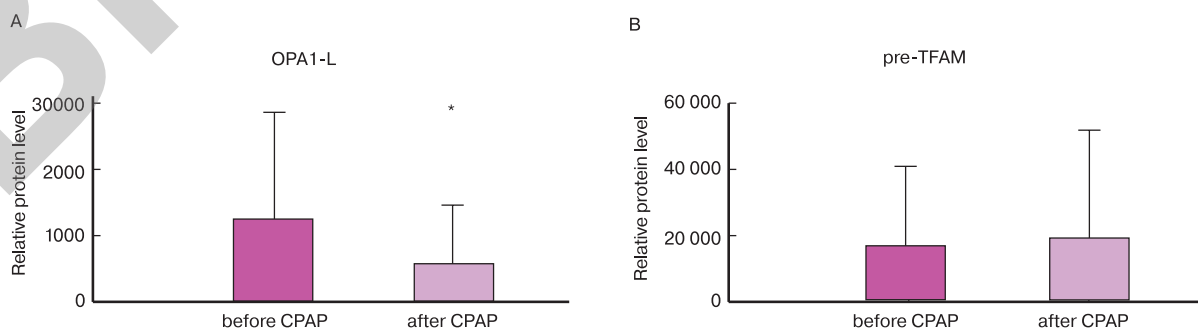 A
OPA1-L
Relative protein level
30000
2000
1000
0
*
before CPAP
after CPAP
B
pre-TFAM
Relative protein level
60 000
40 000
20 000
0
before CPAP
after CPAP